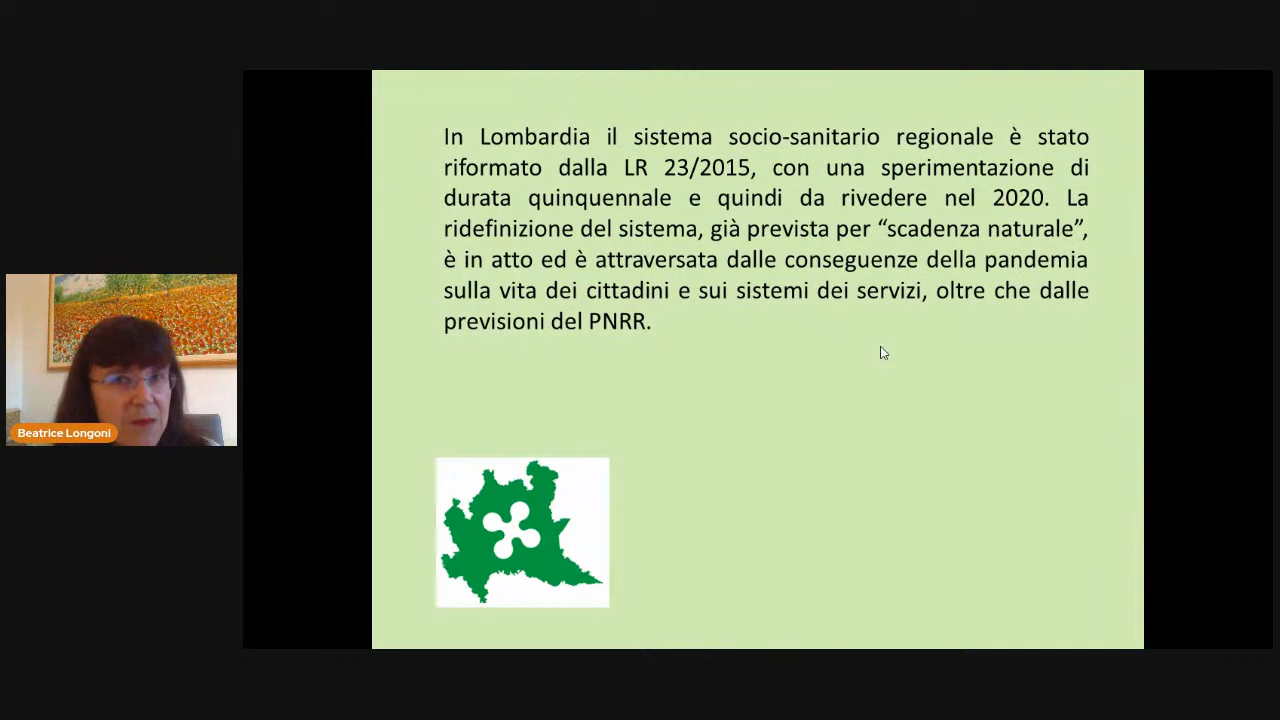 In Lombardia il sistema socio-sanitario regionale è stato
riformato dalla LR 23/2015, con una sperimentazione di
durata quinquennale e quindi da rivedere nel 2020. La
ridefinizione del sistema, già prevista per “scadenza naturale”,
è in atto ed è attraversata dalle conseguenze della pandemia
sulla vita dei cittadini e sui sistemi dei servizi, oltre che dalle
previsioni del PNRR.
Beatrice Longoni